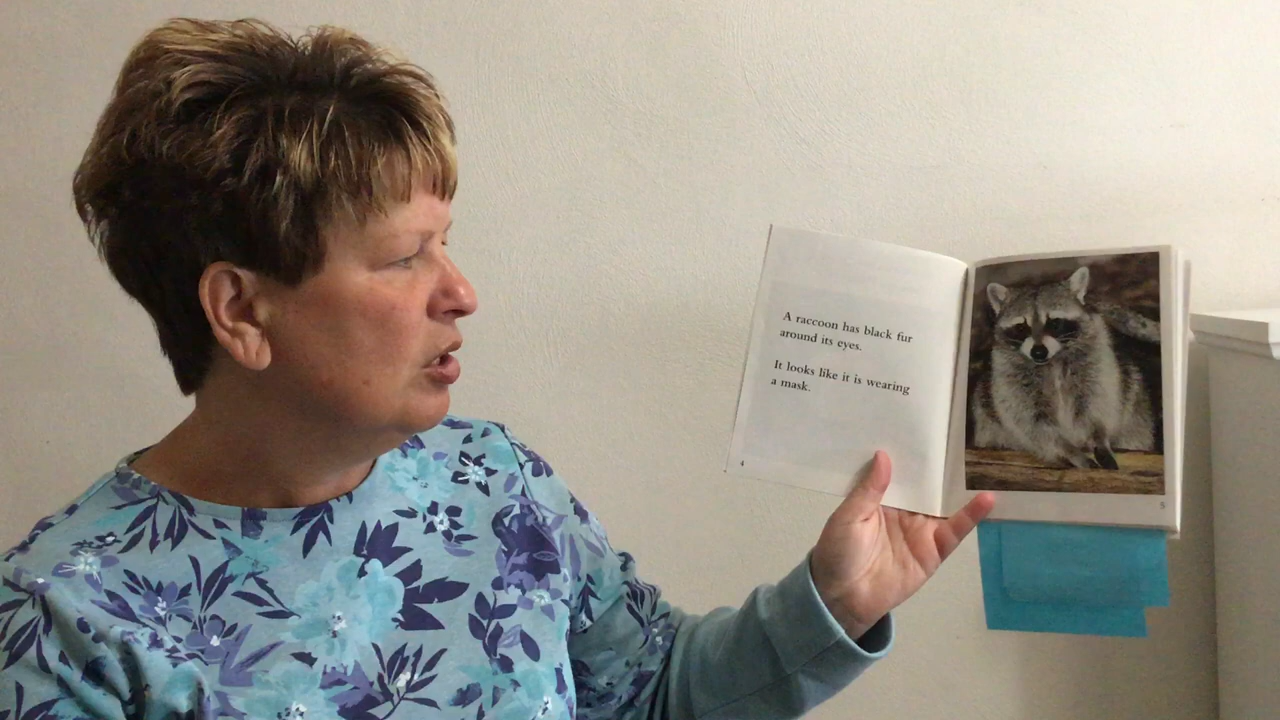 A raccoon has black fur
around its eyes.
It looks like it is wearing
a mask.
4
5